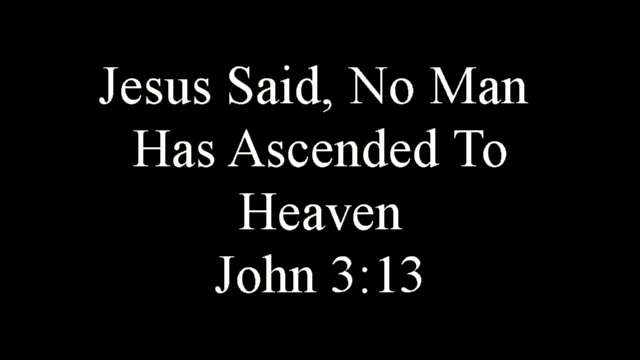 Jesus Said, No Man
Has Ascended To
Heaven
John 3:13